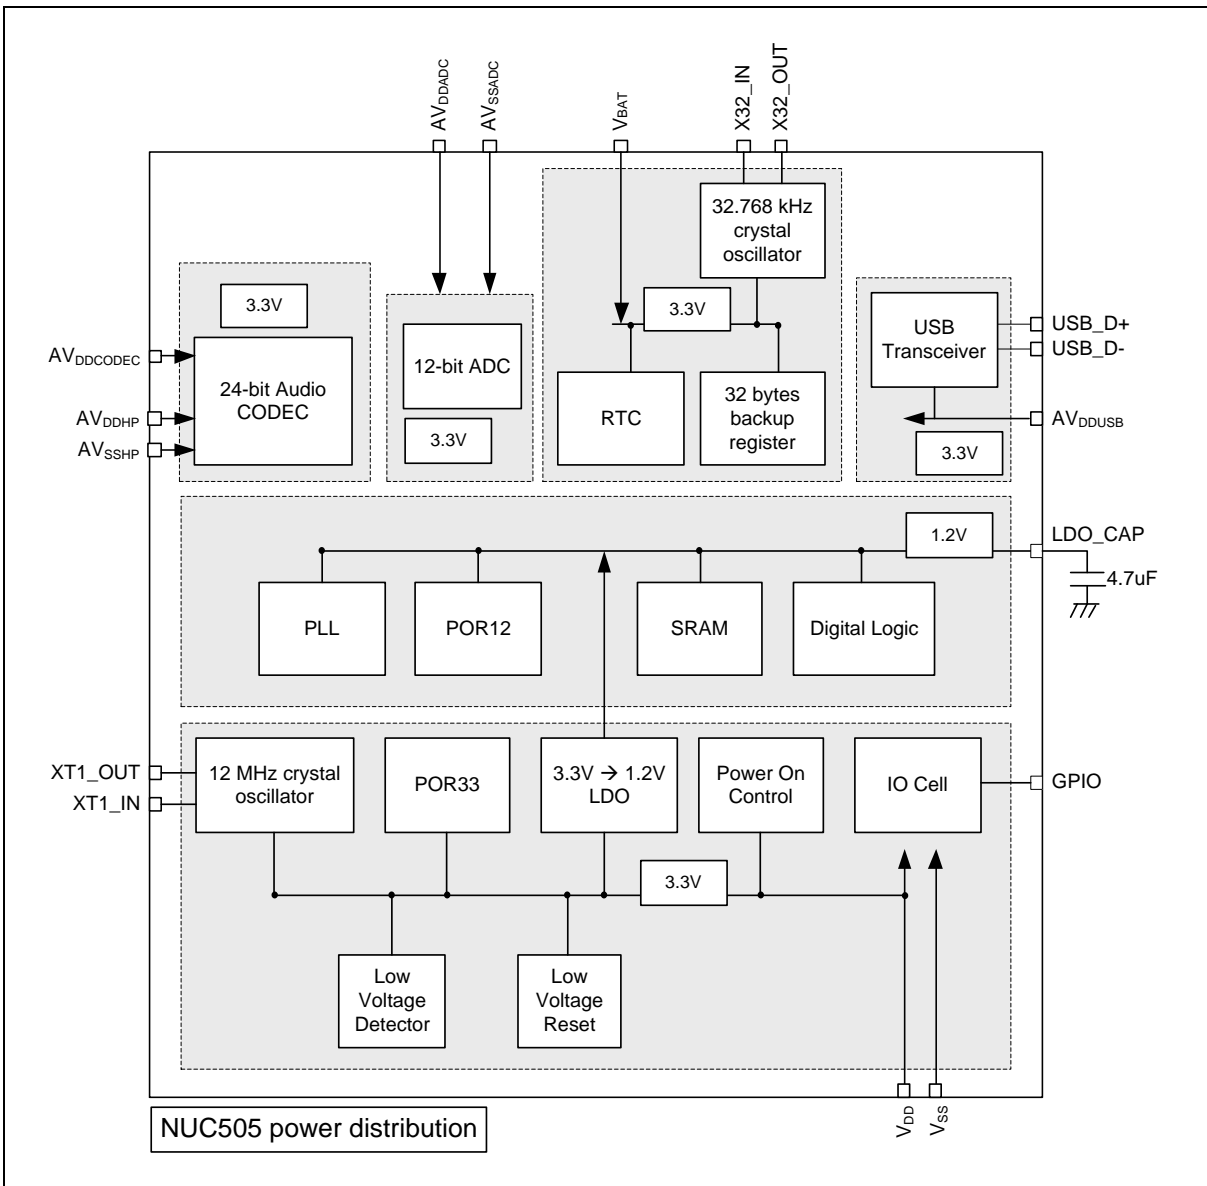 AVDDADC
AVSSADC
VBAT
X32_IN
X32_OUT
32.768 kHz
crystal
oscillator
3.3V
3.3V
USB
Transceiver
USB_D+
USB_D-
AVDDCODEC
24-bit Audio
CODEC
12-bit ADC
RTC
32 bytes
backup
register
AVDDHP
AVSSHP
AVDDUSB
3.3V
3.3V
1.2V
LDO_CAP
4.7uF
PLL
POR12
SRAM
Digital Logic
XT1_OUT
XT1_IN
12 MHz crystal
oscillator
POR33
3.3V → 1.2V
LDO
Power On
Control
IO Cell
GPIO
3.3V
Low
Voltage
Detector
Low
Voltage
Reset
VDD
VSS
NUC505 power distribution